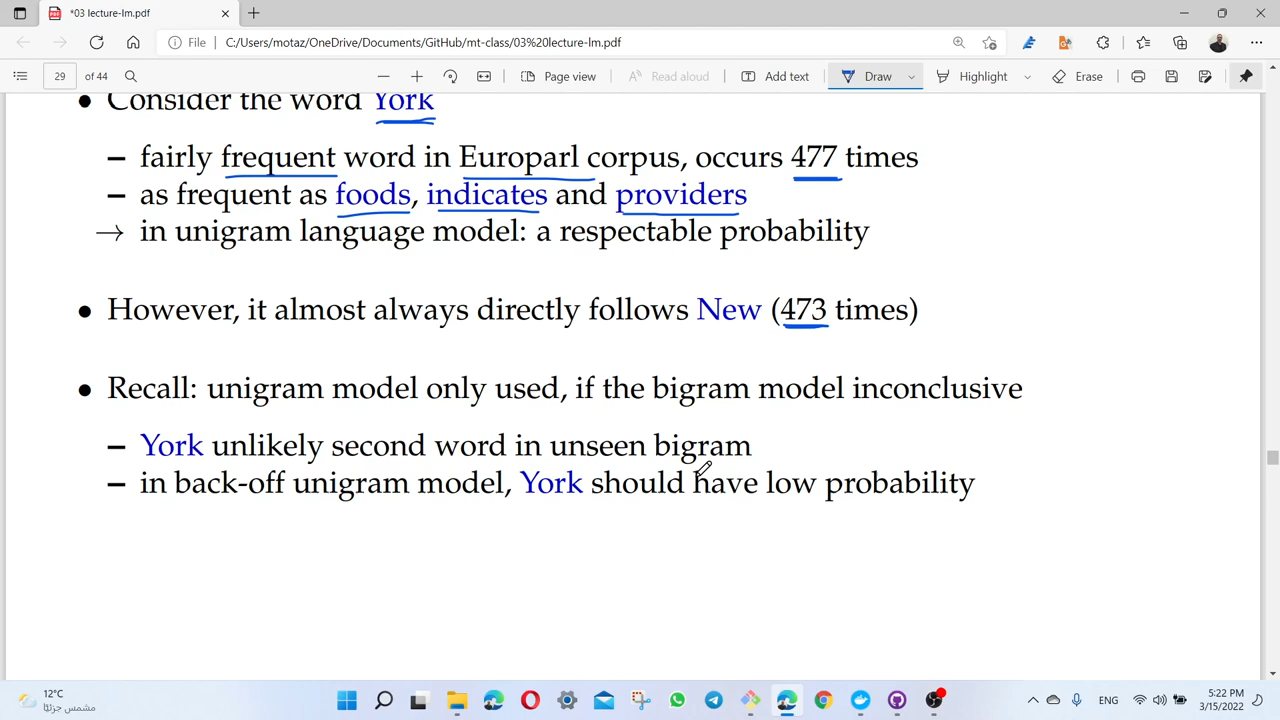 *03 lecture-lm.pdf
File
C:/Users/motaz/OneDrive/Documents/GitHub/mt-class/03%20lecture-lm.pdf
29 of 44
Page view
Read aloud
Add text
Draw
Highlight
Erase
• Consider the word York
– fairly frequent word in Europarl corpus, occurs 477 times
– as frequent as foods, indicates and providers
→ in unigram language model: a respectable probability
• However, it almost always directly follows New (473 times)
• Recall: unigram model only used, if the bigram model inconclusive
– York unlikely second word in unseen bigram
– in back-off unigram model, York should have low probability
12°C
مشمس جزئيًا
ENG
5:22 PM
3/15/2022